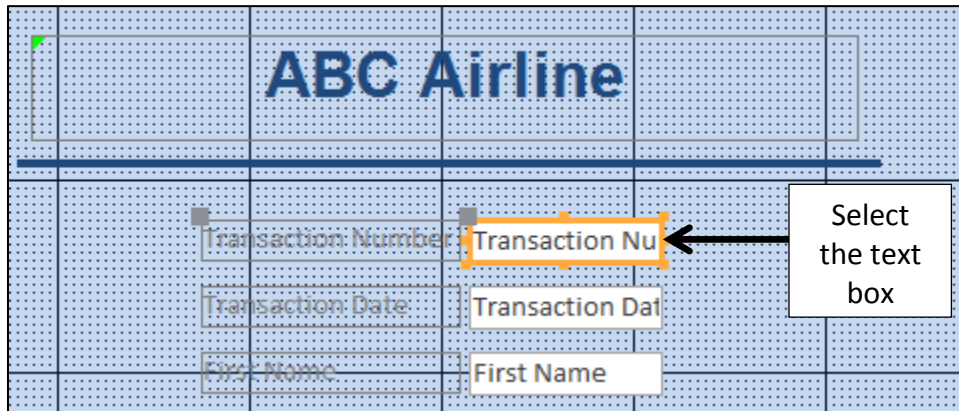 ABC Airline
Transaction Number Transaction Nu
Select
the text
box
Transaction Date Transaction Dat
First Name First Name